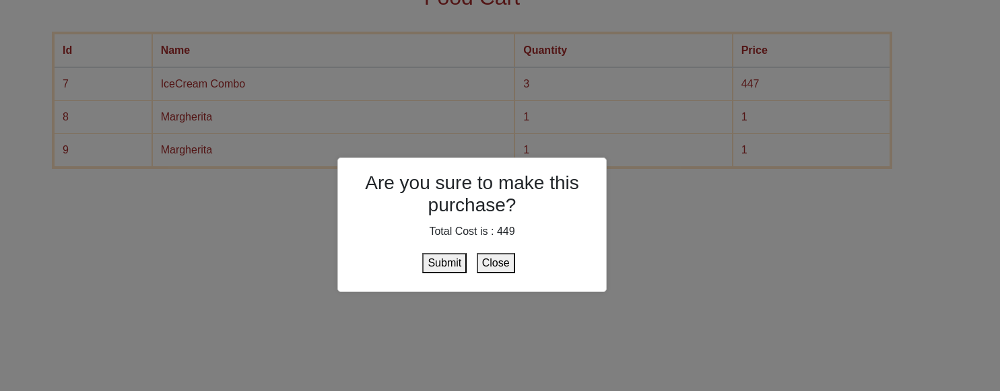 Food Cart
Id Name Quantity Price
7 IceCream Combo 3 447
8 Margherita 1 1
9 Margherita 1 1
Are you sure to make this
purchase?
Total Cost is : 449
Submit Close